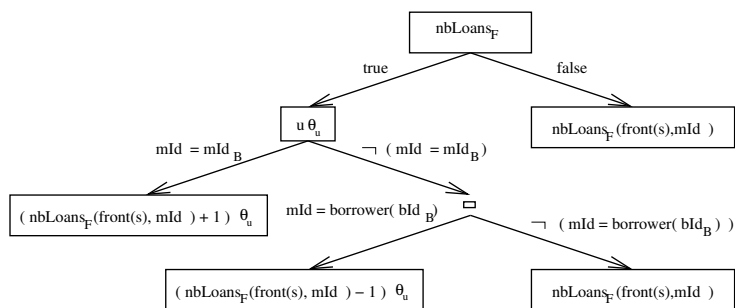 nbLoans_F
true
false
u θ_u
nbLoans_F(front(s),mId )
mId = mId_B
¬ ( mId = mId_B)
( nbLoans_F(front(s), mId ) + 1 ) θ_u
mId = borrower( bId_B)
¬ ( mId = borrower( bId_B) )
( nbLoans_F(front(s), mId ) − 1 ) θ_u
nbLoans_F(front(s),mId )